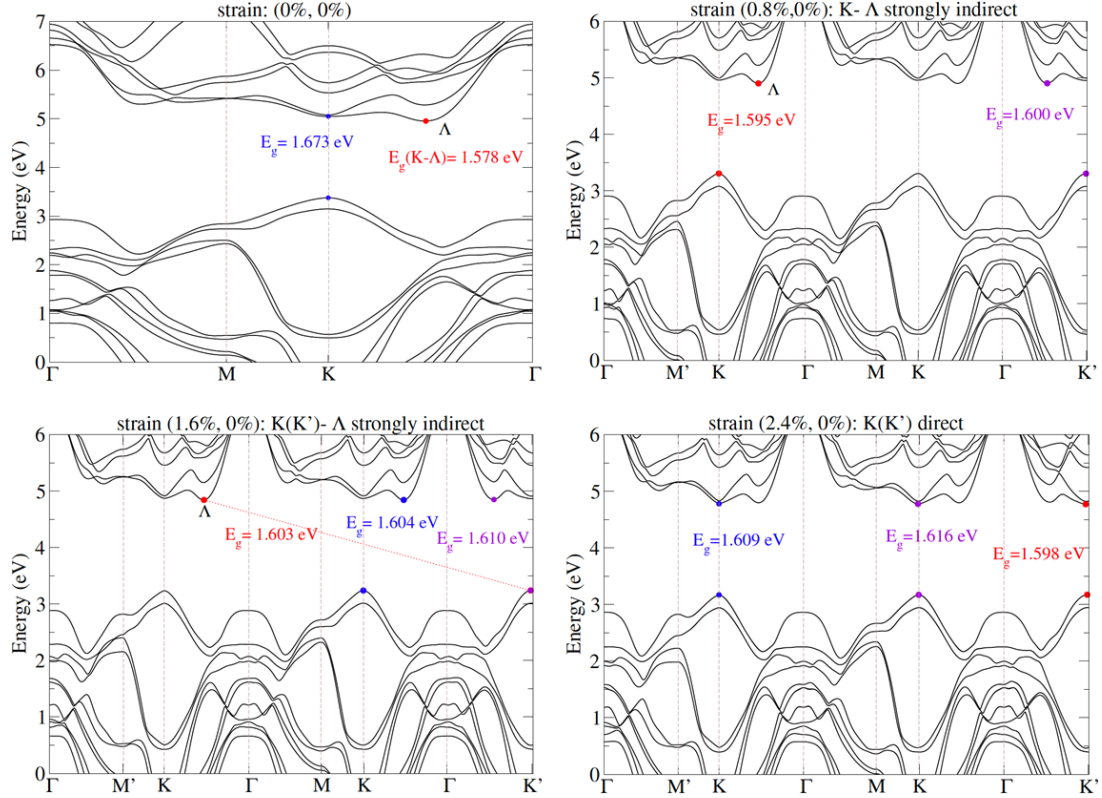 strain: (0%, 0%)
7
6
5
4
3
2
1
0
Energy (eV)
Λ
E_g = 1.673 eV
E_g(K-Λ)= 1.578 eV
Γ M K Γ
strain (0.8%,0%): K- Λ strongly indirect
6
5
4
3
2
1
0
Energy (eV)
Λ
E_g=1.595 eV
E_g=1.600 eV
Γ M' K Γ M K Γ K'
strain (1.6%, 0%): K(K')- Λ strongly indirect
6
5
4
3
2
1
0
Energy (eV)
Λ
E_g= 1.603 eV
E_g= 1.604 eV
E_g= 1.610 eV
Γ M' K Γ M K Γ K'
strain (2.4%, 0%): K(K') direct
6
5
4
3
2
1
0
Energy (eV)
E_g=1.609 eV
E_g=1.616 eV
E_g=1.598 eV
Γ M' K Γ M K Γ K'